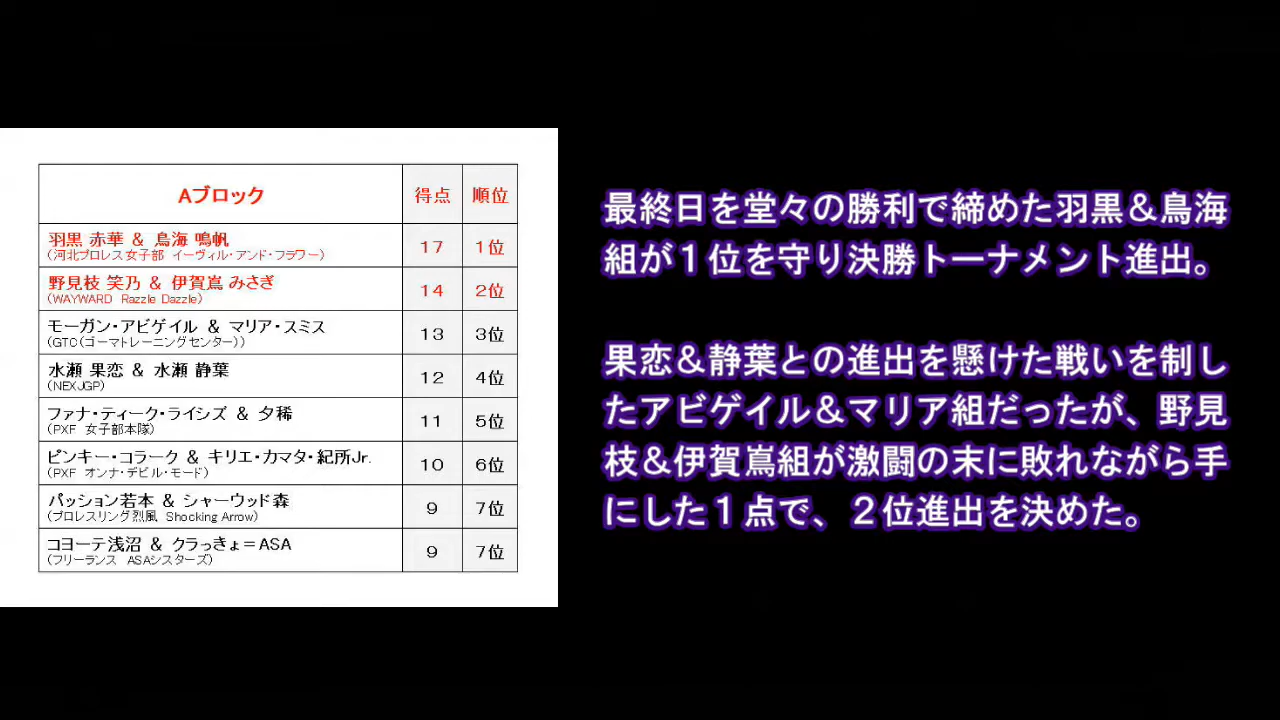 Aブロック 得点 順位
羽黒 赤華 & 鳥海 鳴帆 17 1位
(河北プロレス女子部 イーヴィル・アンド・フラワー)
野見枝 笑乃 & 伊賀嶌 みさぎ 14 2位
(WAYWARD Razzle Dazzle)
モーガン・アビゲイル & マリア・スミス 13 3位
(GTC(ゴーマトレーニングセンター))
水瀬 果恋 & 水瀬 静葉 12 4位
(NEXJGP)
ファナ・ティーク・ライシズ & 夕稀 11 5位
(PXF 女子部本隊)
ピンキー・コラーク & キリエ・カマタ・紀所Jr. 10 6位
(PXF オンナ・デビル・モード)
パッション若本 & シャーウッド森 9 7位
(プロレスリング烈風 Shocking Arrow)
コヨーテ浅沼 & クラっきょ=ASA 9 7位
(フリーランス ASAシスターズ)
最終日を堂々の勝利で締めた羽黒&鳥海
組が1位を守り決勝トーナメント進出。
果恋&静葉との進出を懸けた戦いを制し
たアビゲイル&マリア組だったが、野見
枝&伊賀嶌組が激闘の末に敗れながら手
にした1点で、2位進出を決めた。